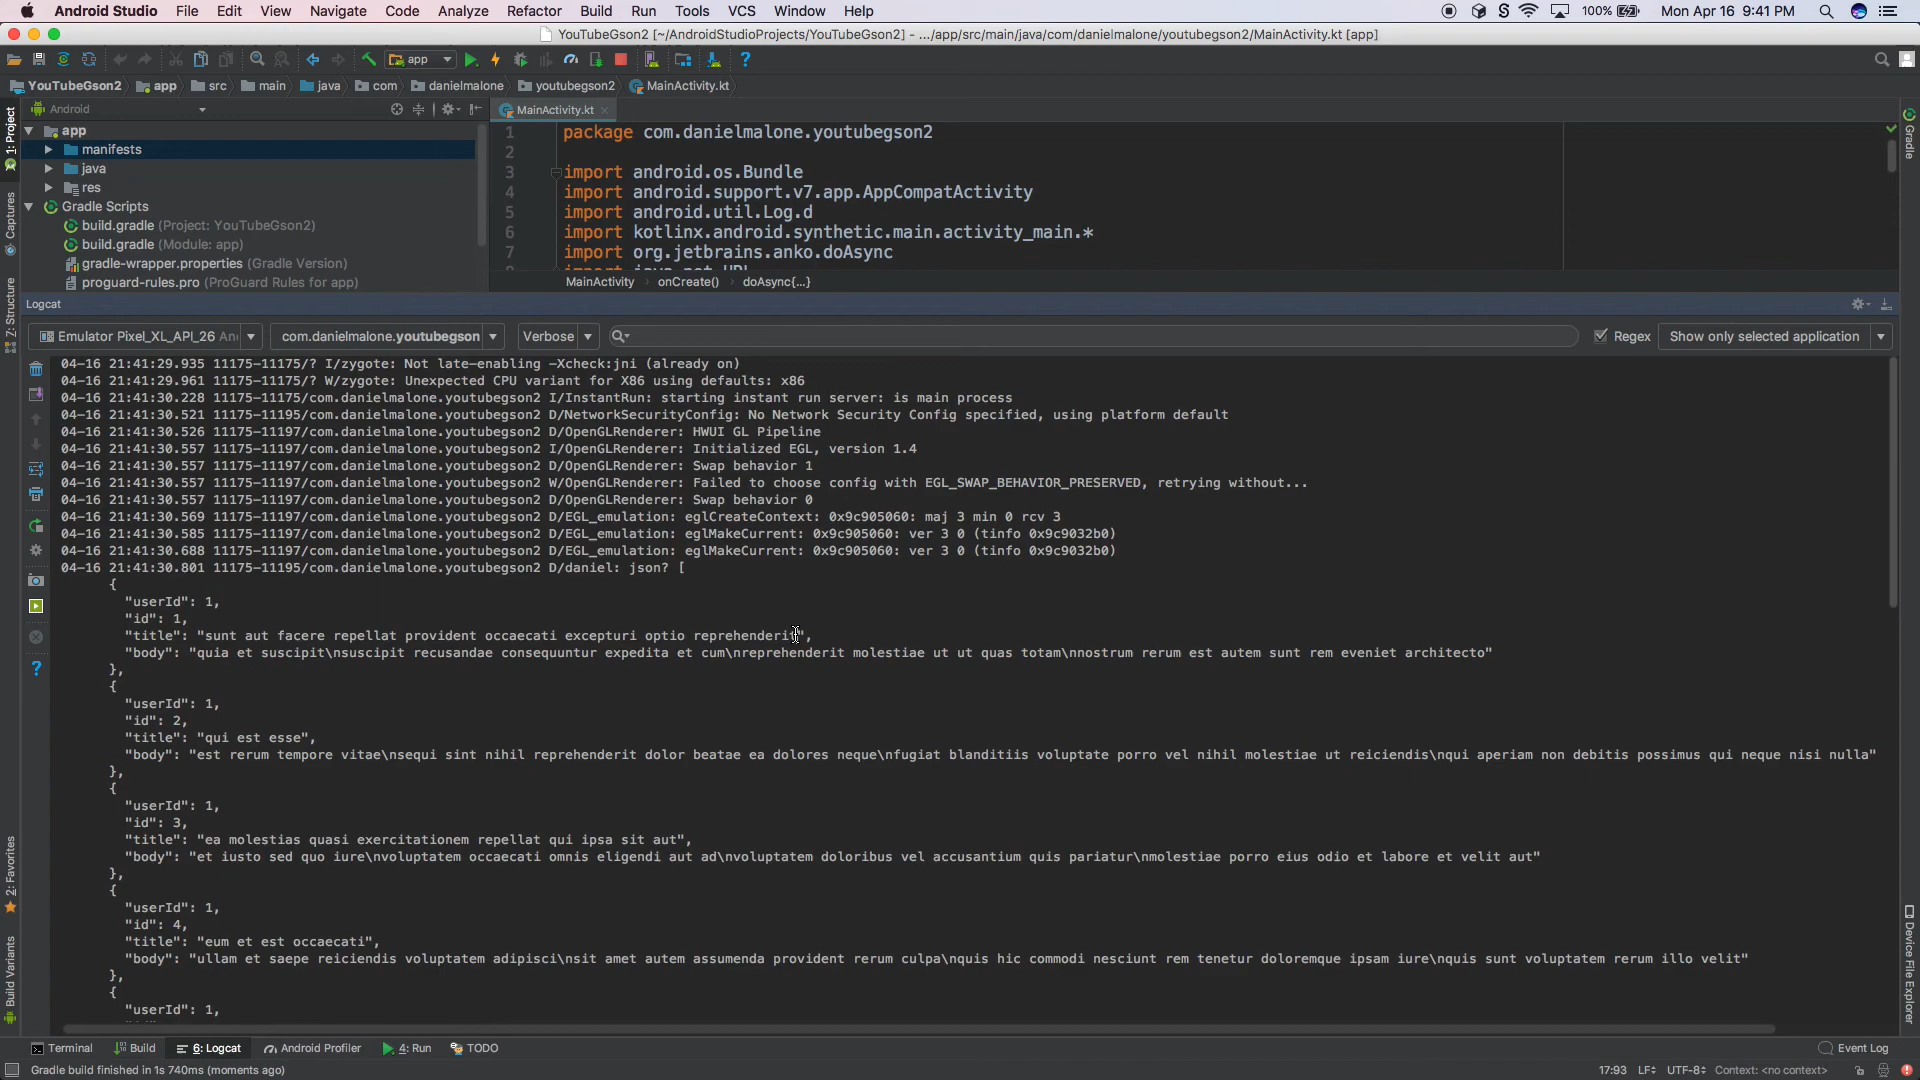 Android Studio File Edit View Navigate Code Analyze Refactor Build Run Tools VCS Window Help 100% Mon Apr 16 9:41 PM
YouTubeGson2 [~/AndroidStudioProjects/YouTubeGson2] - .../app/src/main/java/com/danielmalone/youtubegson2/MainActivity.kt [app]
app
YouTubeGson2 app src main java com danielmalone youtubegson2 MainActivity.kt
Android
MainActivity.kt
app
manifests
java
res
Gradle Scripts
build.gradle (Project: YouTubeGson2)
build.gradle (Module: app)
gradle-wrapper.properties (Gradle Version)
proguard-rules.pro (ProGuard Rules for app)
1 package com.danielmalone.youtubegson2
2
3 import android.os.Bundle
4 import android.support.v7.app.AppCompatActivity
5 import android.util.Log.d
6 import kotlinx.android.synthetic.main.activity_main.*
7 import org.jetbrains.anko.doAsync
8 import java.net.URL
MainActivity onCreate() doAsync{...}
1: Project
Captures
7: Structure
2: Favorites
Build Variants
Gradle
Device File Explorer
Logcat
Emulator Pixel_XL_API_26 An com.danielmalone.youtubegson Verbose Regex Show only selected application
04-16 21:41:29.935 11175-11175/? I/zygote: Not late-enabling -Xcheck:jni (already on)
04-16 21:41:29.961 11175-11175/? W/zygote: Unexpected CPU variant for X86 using defaults: x86
04-16 21:41:30.228 11175-11175/com.danielmalone.youtubegson2 I/InstantRun: starting instant run server: is main process
04-16 21:41:30.521 11175-11195/com.danielmalone.youtubegson2 D/NetworkSecurityConfig: No Network Security Config specified, using platform default
04-16 21:41:30.526 11175-11197/com.danielmalone.youtubegson2 D/OpenGLRenderer: HWUI GL Pipeline
04-16 21:41:30.557 11175-11197/com.danielmalone.youtubegson2 I/OpenGLRenderer: Initialized EGL, version 1.4
04-16 21:41:30.557 11175-11197/com.danielmalone.youtubegson2 D/OpenGLRenderer: Swap behavior 1
04-16 21:41:30.557 11175-11197/com.danielmalone.youtubegson2 W/OpenGLRenderer: Failed to choose config with EGL_SWAP_BEHAVIOR_PRESERVED, retrying without...
04-16 21:41:30.557 11175-11197/com.danielmalone.youtubegson2 D/OpenGLRenderer: Swap behavior 0
04-16 21:41:30.569 11175-11197/com.danielmalone.youtubegson2 D/EGL_emulation: eglCreateContext: 0x9c905060: maj 3 min 0 rcv 3
04-16 21:41:30.585 11175-11197/com.danielmalone.youtubegson2 D/EGL_emulation: eglMakeCurrent: 0x9c905060: ver 3 0 (tinfo 0x9c9032b0)
04-16 21:41:30.688 11175-11197/com.danielmalone.youtubegson2 D/EGL_emulation: eglMakeCurrent: 0x9c905060: ver 3 0 (tinfo 0x9c9032b0)
04-16 21:41:30.801 11175-11195/com.danielmalone.youtubegson2 D/daniel: json? [
{
"userId": 1,
"id": 1,
"title": "sunt aut facere repellat provident occaecati excepturi optio reprehenderit",
"body": "quia et suscipit\nsuscipit recusandae consequuntur expedita et cum\nreprehenderit molestiae ut ut quas totam\nnostrum rerum est autem sunt rem eveniet architecto"
},
{
"userId": 1,
"id": 2,
"title": "qui est esse",
"body": "est rerum tempore vitae\nsequi sint nihil reprehenderit dolor beatae ea dolores neque\nfugiat blanditiis voluptate porro vel nihil molestiae ut reiciendis\nqui aperiam non debitis possimus qui neque nisi nulla"
},
{
"userId": 1,
"id": 3,
"title": "ea molestias quasi exercitationem repellat qui ipsa sit aut",
"body": "et iusto sed quo iure\nvoluptatem occaecati omnis eligendi aut ad\nvoluptatem doloribus vel accusantium quis pariatur\nmolestiae porro eius odio et labore et velit aut"
},
{
"userId": 1,
"id": 4,
"title": "eum et est occaecati",
"body": "ullam et saepe reiciendis voluptatem adipisci\nsit amet autem assumenda provident rerum culpa\nquis hic commodi nesciunt rem tenetur doloremque ipsam iure\nquis sunt voluptatem rerum illo velit"
},
{
"userId": 1,
Terminal Build 6: Logcat Android Profiler 4: Run TODO Event Log
Gradle build finished in 1s 740ms (moments ago) 17:93 LF UTF-8 Context: <no context>